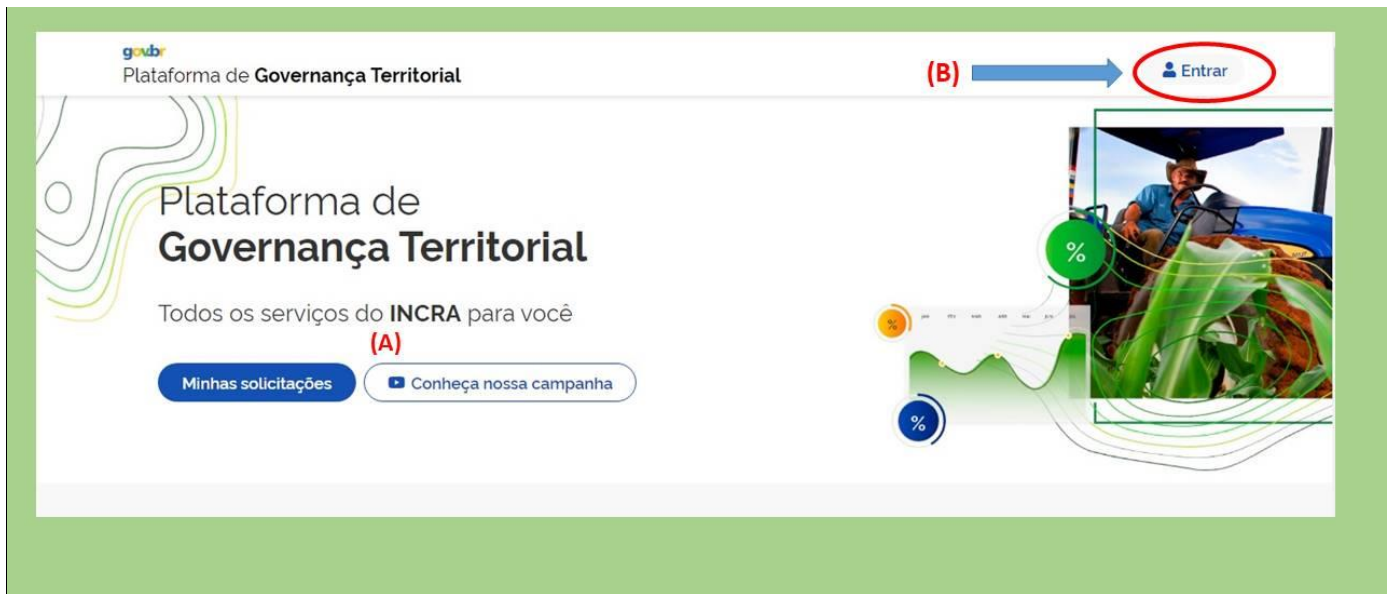 gov.br
Plataforma de Governança Territorial
(B)
Entrar
Plataforma de
Governança Territorial
Todos os serviços do INCRA para você
(A)
Minhas solicitações
Conheça nossa campanha
%
%
%